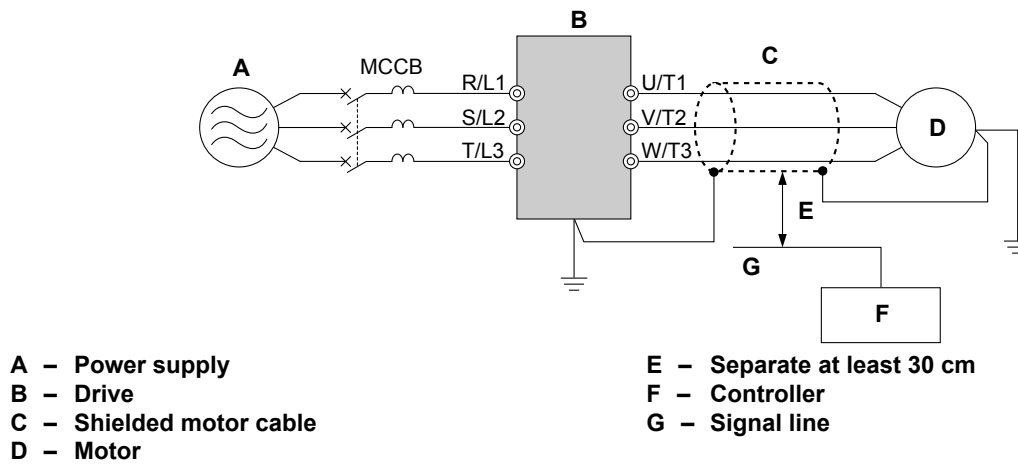 B
A
C
MCCB
R/L1
U/T1
S/L2
V/T2
D
T/L3
W/T3
E
G
F
A – Power supply
B – Drive
C – Shielded motor cable
D – Motor
E – Separate at least 30 cm
F – Controller
G – Signal line